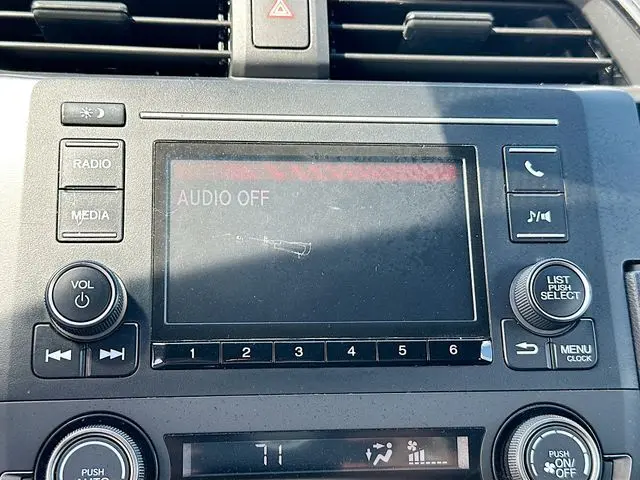 RADIO
MEDIA
AUDIO OFF
VOL
LIST
PUSH
SELECT
1 2 3 4 5 6
MENU
CLOCK
71
PUSH
AUTO
PUSH
ON/
OFF